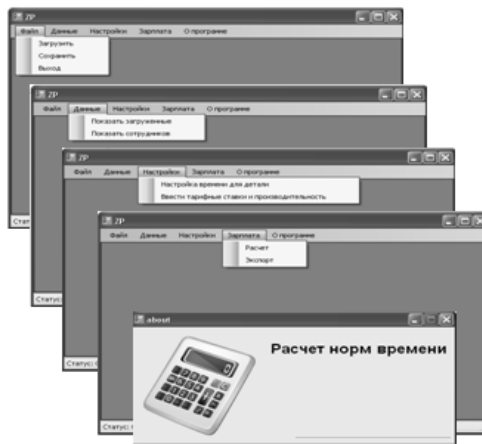 ZP
Файл Данные Настройки Зарплата О программе
Загрузить
Сохранить
Выход
ZP
Файл Данные Настройки Зарплата О программе
Показать загруженные
Показать сотрудников
ZP
Файл Данные Настройки Зарплата О программе
Настройка времени для детали
Ввести тарифные ставки и производительность
ZP
Файл Данные Настройки Зарплата О программе
Расчет
Экспорт
about
Расчет норм времени
Статус:
Статус:
Статус: